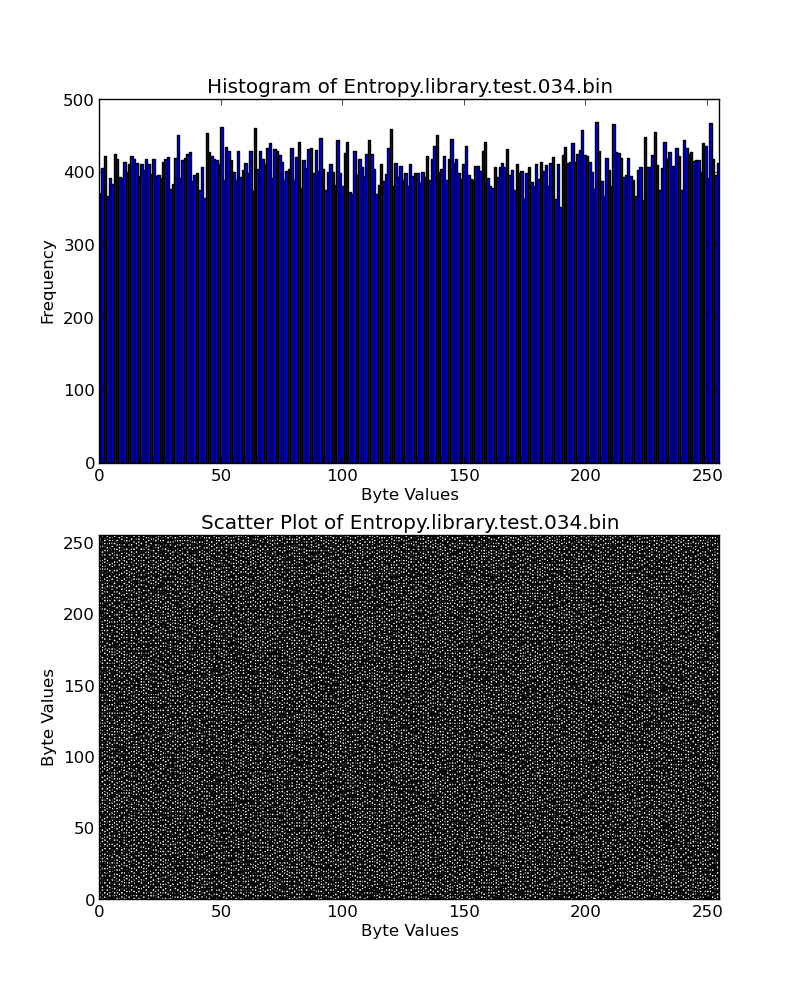 Histogram of Entropy.library.test.034.bin
500
400
300
200
100
0
Frequency
0 50 100 150 200 250
Byte Values
Scatter Plot of Entropy.library.test.034.bin
250
200
150
100
50
0
Byte Values
0 50 100 150 200 250
Byte Values